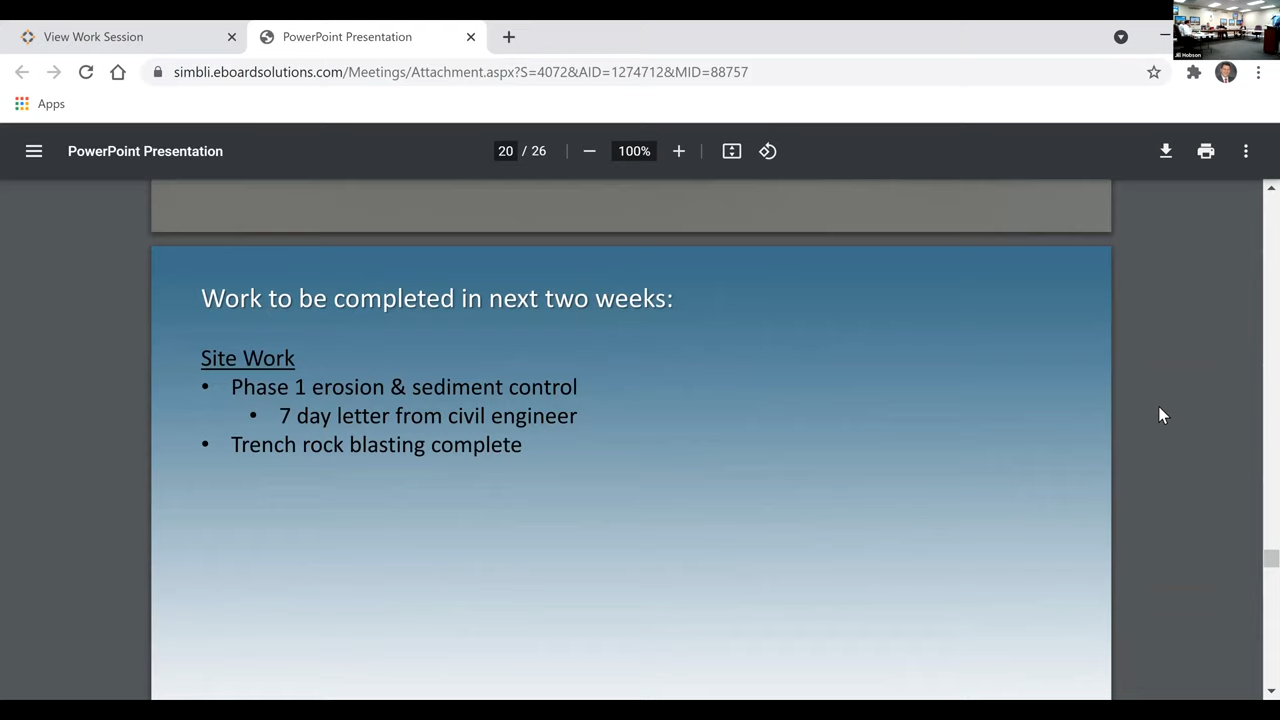 View Work Session
PowerPoint Presentation
simbli.eboardsolutions.com/Meetings/Attachment.aspx?S=4072&AID=1274712&MID=88757
Apps
PowerPoint Presentation
20 / 26
100%
Work to be completed in next two weeks:
Site Work
• Phase 1 erosion & sediment control
• 7 day letter from civil engineer
• Trench rock blasting complete
Jill Hobson